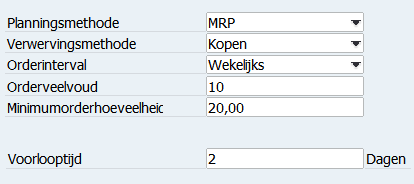 Planningsmethode MRP
Verwervingsmethode Kopen
Orderinterval Wekelijks
Orderveelvoud 10
Minimumorderhoeveelheic 20,00
Voorlooptijd 2 Dagen